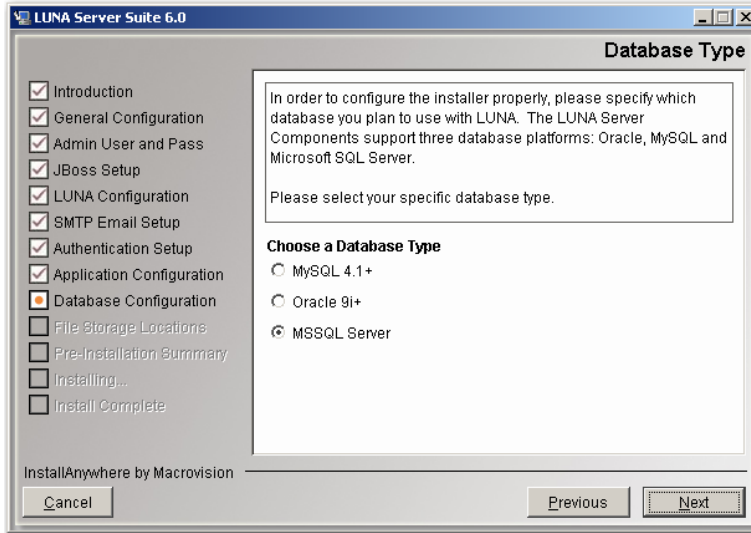 LUNA Server Suite 6.0
Database Type
Introduction
General Configuration
Admin User and Pass
JBoss Setup
LUNA Configuration
SMTP Email Setup
Authentication Setup
Application Configuration
Database Configuration
File Storage Locations
Pre-Installation Summary
Installing...
Install Complete
In order to configure the installer properly, please specify which
database you plan to use with LUNA. The LUNA Server
Components support three database platforms: Oracle, MySQL and
Microsoft SQL Server.
Please select your specific database type.
Choose a Database Type
MySQL 4.1+
Oracle 9i+
MSSQL Server
InstallAnywhere by Macrovision
Cancel
Previous
Next